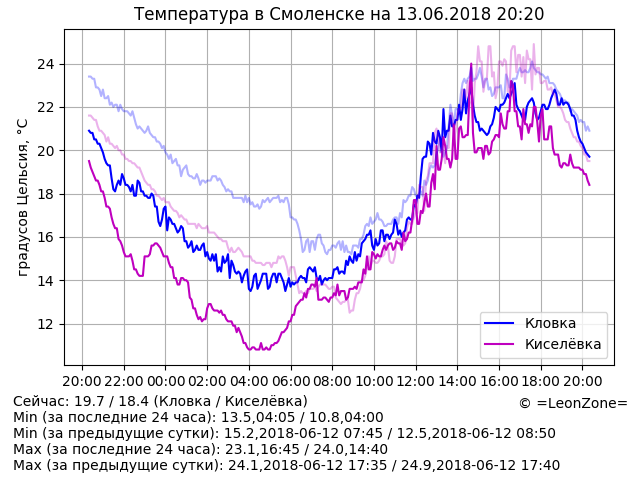 Температура в Смоленске на 13.06.2018 20:20
градусов Цельсия, °C
24
22
20
18
16
14
12
20:00 22:00 00:00 02:00 04:00 06:00 08:00 10:00 12:00 14:00 16:00 18:00 20:00
Кловка
Киселёвка
Сейчас: 19.7 / 18.4 (Кловка / Киселёвка)
© =LeonZone=
Min (за последние 24 часа): 13.5,04:05 / 10.8,04:00
Min (за предыдущие сутки): 15.2,2018-06-12 07:45 / 12.5,2018-06-12 08:50
Max (за последние 24 часа): 23.1,16:45 / 24.0,14:40
Max (за предыдущие сутки): 24.1,2018-06-12 17:35 / 24.9,2018-06-12 17:40